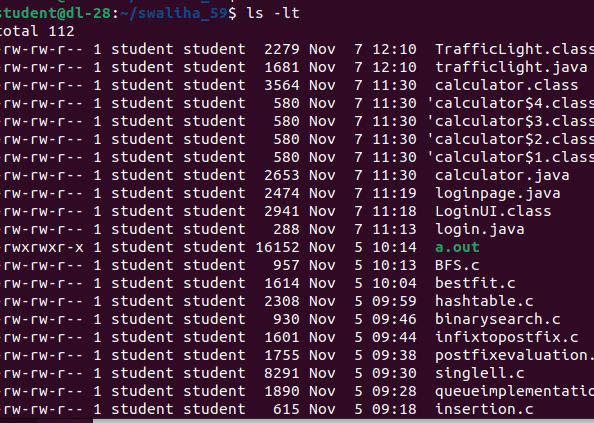 student@dl-28:~/swaliha_59$ ls -lt
total 112
-rw-rw-r-- 1 student student 2279 Nov 7 12:10 TrafficLight.class
-rw-rw-r-- 1 student student 1681 Nov 7 12:10 trafficlight.java
-rw-rw-r-- 1 student student 3564 Nov 7 11:30 calculator.class
-rw-rw-r-- 1 student student 580 Nov 7 11:30 'calculator$4.class
-rw-rw-r-- 1 student student 580 Nov 7 11:30 'calculator$3.class
-rw-rw-r-- 1 student student 580 Nov 7 11:30 'calculator$2.class
-rw-rw-r-- 1 student student 580 Nov 7 11:30 'calculator$1.class
-rw-rw-r-- 1 student student 2653 Nov 7 11:30 calculator.java
-rw-rw-r-- 1 student student 2474 Nov 7 11:19 loginpage.java
-rw-rw-r-- 1 student student 2941 Nov 7 11:18 LoginUI.class
-rw-rw-r-- 1 student student 288 Nov 7 11:13 login.java
-rwxrwxr-x 1 student student 16152 Nov 5 10:14 a.out
-rw-rw-r-- 1 student student 957 Nov 5 10:13 BFS.c
-rw-rw-r-- 1 student student 1614 Nov 5 10:04 bestfit.c
-rw-rw-r-- 1 student student 2308 Nov 5 09:59 hashtable.c
-rw-rw-r-- 1 student student 930 Nov 5 09:46 binarysearch.c
-rw-rw-r-- 1 student student 1601 Nov 5 09:44 infixtopostfix.c
-rw-rw-r-- 1 student student 1755 Nov 5 09:38 postfixevaluation.
-rw-rw-r-- 1 student student 8291 Nov 5 09:30 singlell.c
-rw-rw-r-- 1 student student 1890 Nov 5 09:28 queueimplementatio
-rw-rw-r-- 1 student student 615 Nov 5 09:18 insertion.c